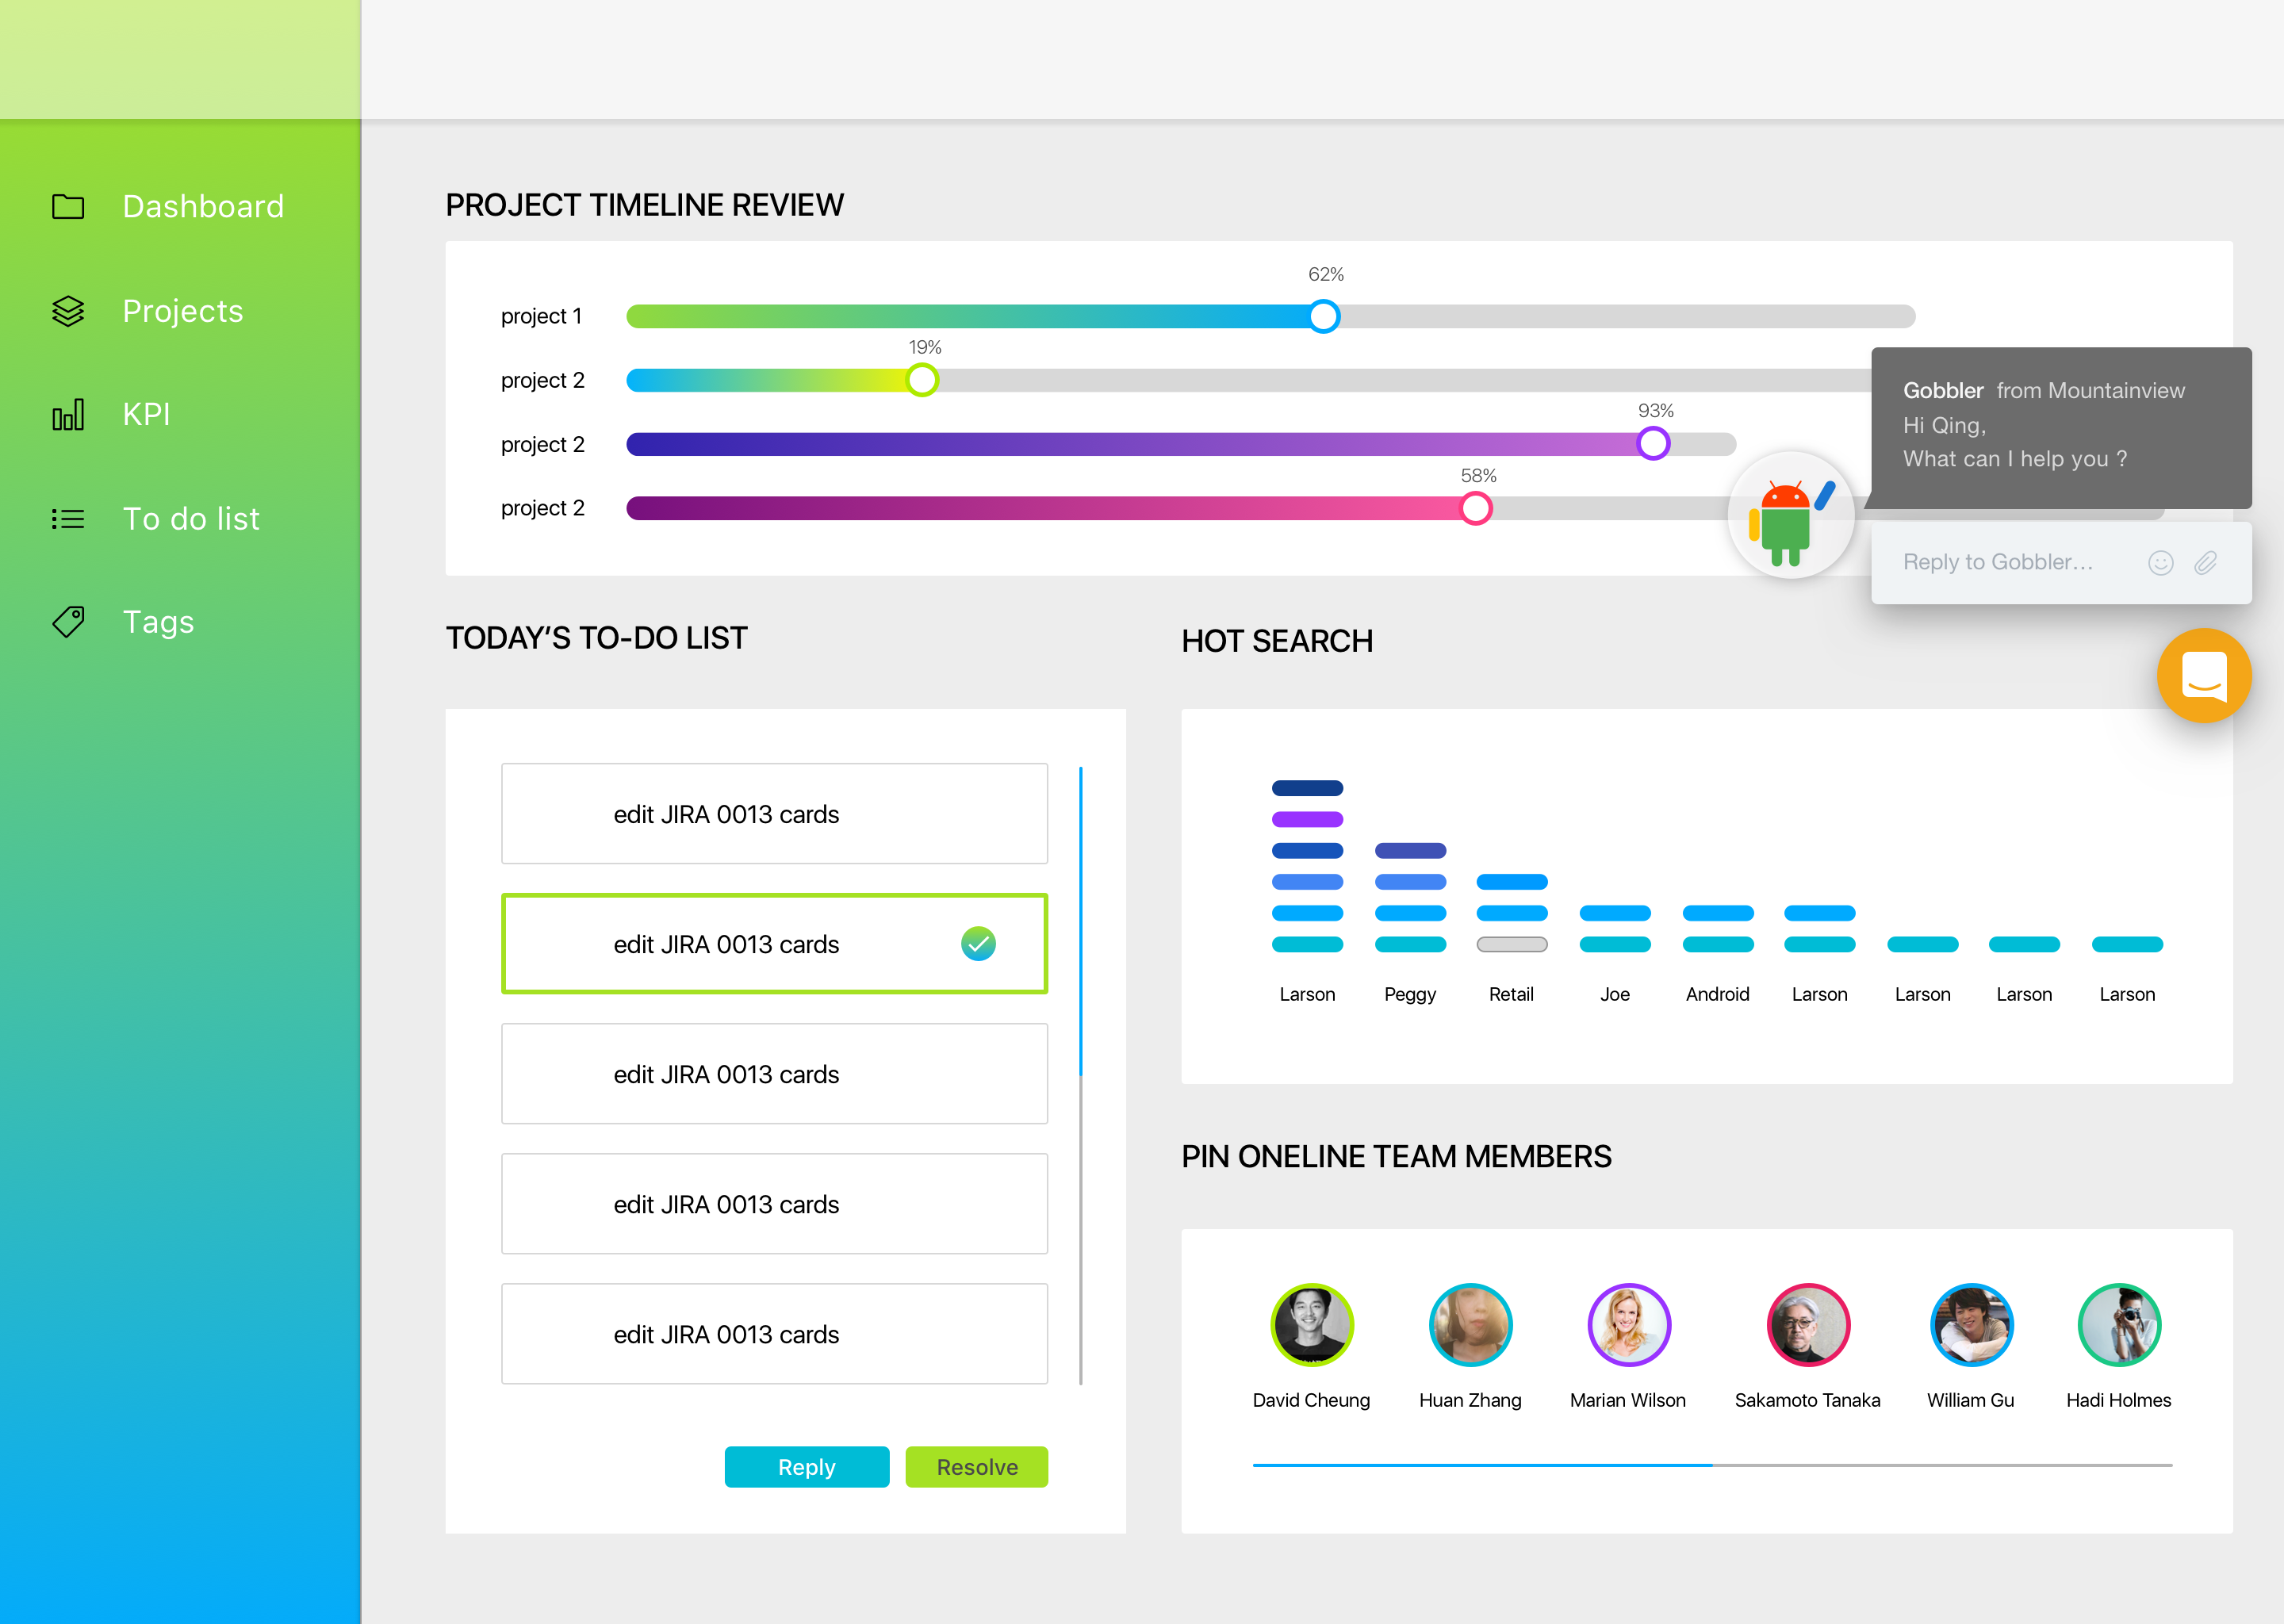 Dashboard
Projects
KPI
To do list
Tags
PROJECT TIMELINE REVIEW
62%
project 1
19%
project 2
93%
project 2
58%
project 2
Gobbler from Mountainview
Hi Qing,
What can I help you ?
Reply to Gobbler...
TODAY’S TO-DO LIST
edit JIRA 0013 cards
edit JIRA 0013 cards
edit JIRA 0013 cards
edit JIRA 0013 cards
edit JIRA 0013 cards
Reply Resolve
HOT SEARCH
Larson Peggy Retail Joe Android Larson Larson Larson Larson
PIN ONELINE TEAM MEMBERS
David Cheung Huan Zhang Marian Wilson Sakamoto Tanaka William Gu Hadi Holmes